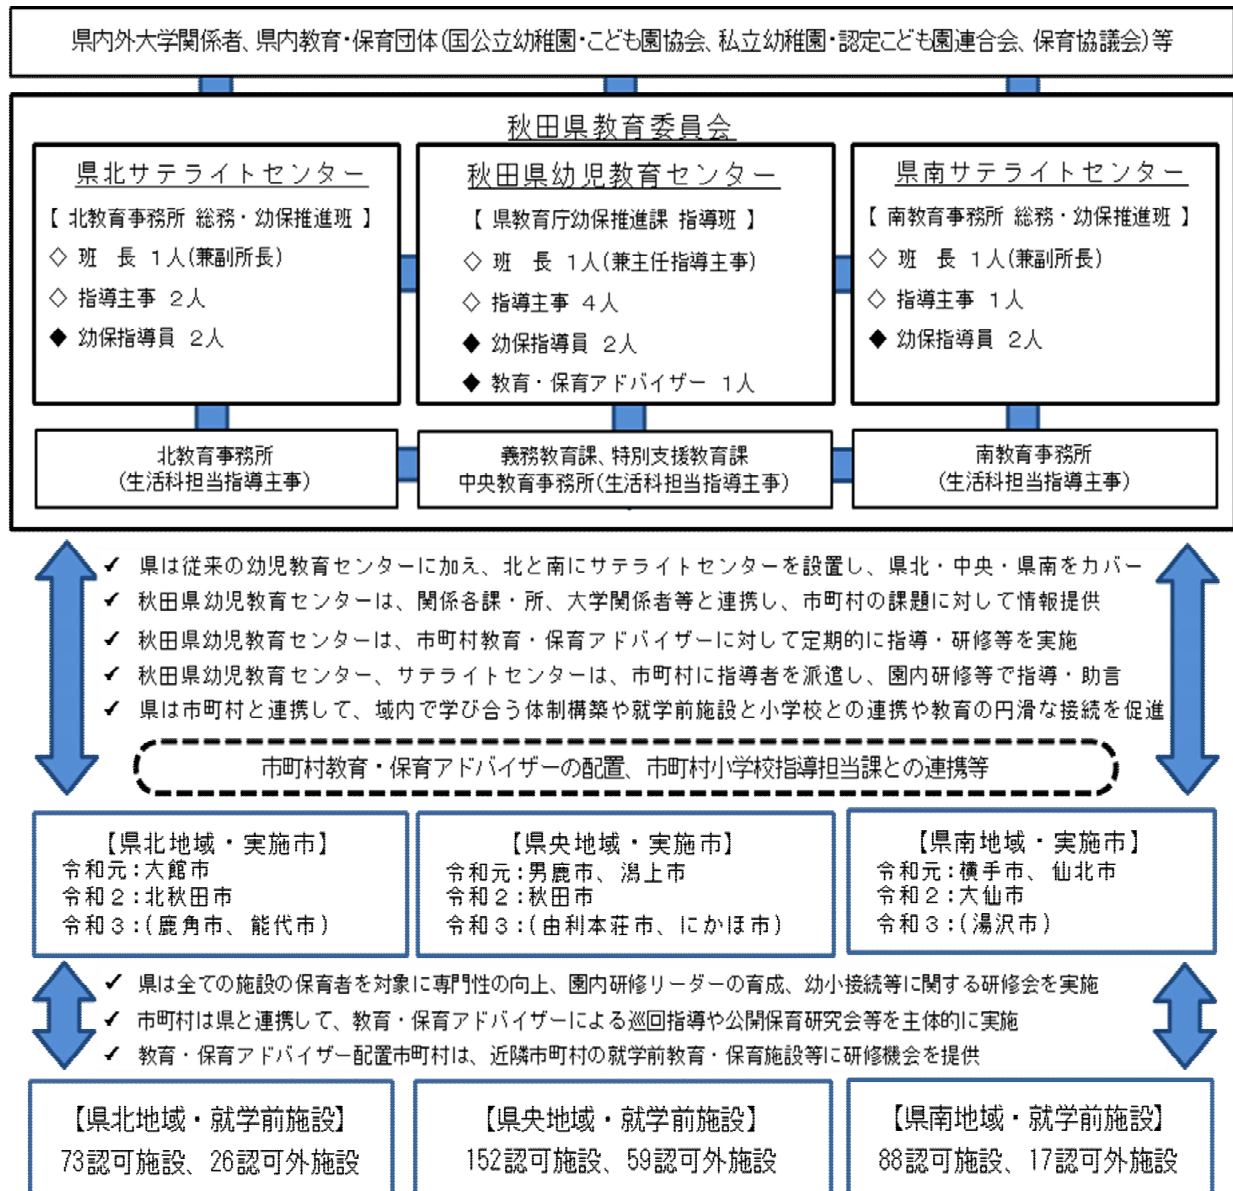 県内外大学関係者、県内教育・保育団体(国公立幼稚園・こども園協会、私立幼稚園・認定こども園連合会、保育協議会)等
秋田県教育委員会
県北サテライトセンター
【 北教育事務所 総務・幼保推進班 】
◇ 班　長 1人(兼副所長)
◇ 指導主事 2人
◆ 幼保指導員 2人
秋田県幼児教育センター
【 県教育庁幼保推進課 指導班 】
◇ 班　長 1人(兼主任指導主事)
◇ 指導主事 4人
◆ 幼保指導員 2人
◆ 教育・保育アドバイザー 1人
県南サテライトセンター
【 南教育事務所 総務・幼保推進班 】
◇ 班　長 1人(兼副所長)
◇ 指導主事 1人
◆ 幼保指導員 2人
北教育事務所
(生活科担当指導主事)
義務教育課、特別支援教育課
中央教育事務所(生活科担当指導主事)
南教育事務所
(生活科担当指導主事)
✓ 県は従来の幼児教育センターに加え、北と南にサテライトセンターを設置し、県北・中央・県南をカバー
✓ 秋田県幼児教育センターは、関係各課・所、大学関係者等と連携し、市町村の課題に対して情報提供
✓ 秋田県幼児教育センターは、市町村教育・保育アドバイザーに対して定期的に指導・研修等を実施
✓ 秋田県幼児教育センター、サテライトセンターは、市町村に指導者を派遣し、園内研修等で指導・助言
✓ 県は市町村と連携して、域内で学び合う体制構築や就学前施設と小学校との連携や教育の円滑な接続を促進
市町村教育・保育アドバイザーの配置、市町村小学校指導担当課との連携等
【県北地域・実施市】
令和元：大館市
令和２：北秋田市
令和３：(鹿角市、能代市)
【県央地域・実施市】
令和元：男鹿市、潟上市
令和２：秋田市
令和３：(由利本荘市、にかほ市)
【県南地域・実施市】
令和元：横手市、仙北市
令和２：大仙市
令和３：(湯沢市)
✓ 県は全ての施設の保育者を対象に専門性の向上、園内研修リーダーの育成、幼小接続等に関する研修会を実施
✓ 市町村は県と連携して、教育・保育アドバイザーによる巡回指導や公開保育研究会等を主体的に実施
✓ 教育・保育アドバイザー配置市町村は、近隣市町村の就学前教育・保育施設等に研修機会を提供
【県北地域・就学前施設】
73認可施設、26認可外施設
【県央地域・就学前施設】
152認可施設、59認可外施設
【県南地域・就学前施設】
88認可施設、17認可外施設